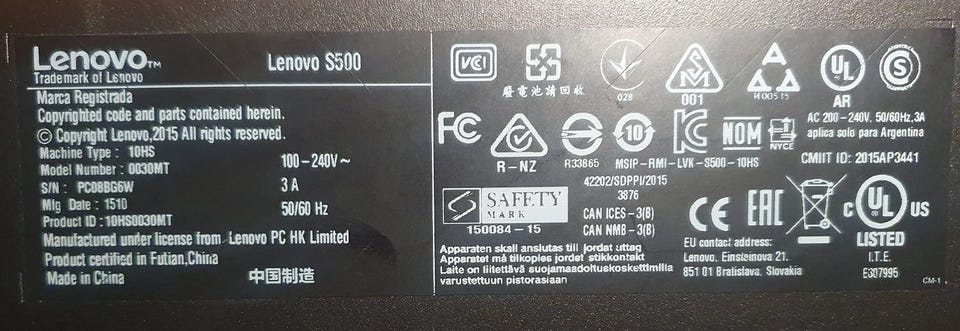 Lenovo™
Trademark of Lenovo
Lenovo S500
Marca Registrada
Copyrighted code and parts contained herein.
© Copyright Lenovo,2015 All rights reserved.
Machine Type : 10HS
Model Number : 0030MT
S/N : PC08BG6W
Mfg Date : 1510
Product ID : 10HS0030MT
100-240V~
3 A
50/60 Hz
Manufactured under license from Lenovo PC HK Limited
Product certified in Futian,China
Made in China
中国制造
VCI
廢電池請回收
028
001
UL
AR
S
AC 200-240V, 50/60Hz,3A
aplica solo para Argentina
FC
R-NZ
R33865
10
MSIP-RMI-LVK-S500-10HS
NOM
NYCE
CMIIT ID: 2015AP3441
42202/SDPPI/2015
3876
SAFETY
MARK
150084-15
CAN ICES-3(B)
CAN NMB-3(B)
CE
EAC
c UL US
LISTED
I.T.E.
E307995
EU contact address:
Lenovo, Einsteinova 21,
851 01 Bratislava, Slovakia
Apparaten skall anslutas till jordat uttag
Apparatet må tilkoples jordet stikkontakt
Laite on liitettävä suojamaadoituskoskettimilla
varustettuun pistorasiaan
CM-1